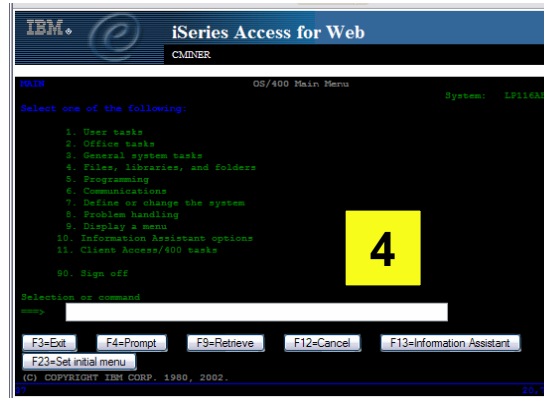 IBM.
iSeries Access for Web
CMINER
MAIN OS/400 Main Menu
System:
Select one of the following:
1. User tasks
2. Office tasks
3. General system tasks
4. Files, libraries, and folders
5. Programming
6. Communications
7. Define or change the system
8. Problem handling
9. Display a menu
10. Information Assistant options
11. Client Access/400 tasks
90. Sign off
4
Selection or command
===>
F3=Exit F4=Prompt F9=Retrieve F12=Cancel F13=Information Assistant
F23=Set initial menu
(C) COPYRIGHT IBM CORP. 1980, 2002.